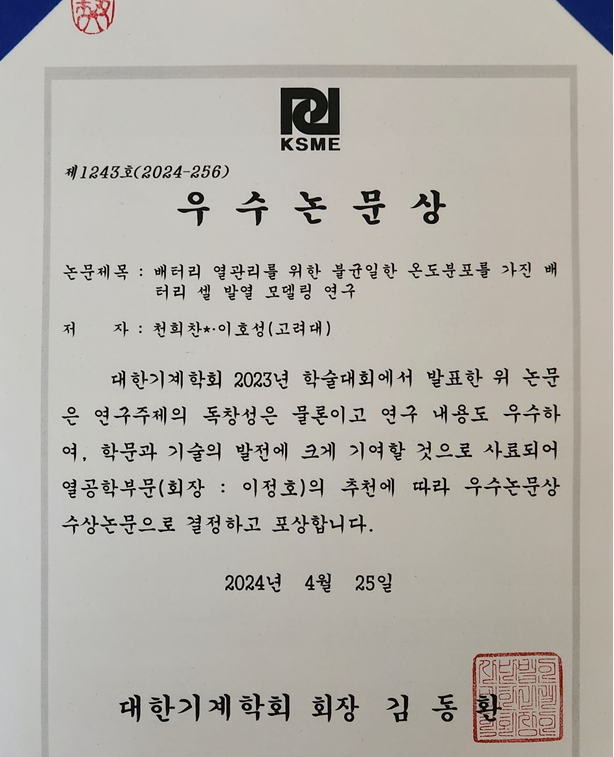 KSME
제1243호(2024-256)
우 수 논 문 상
논문제목 : 배터리 열관리를 위한 불균일한 온도분포를 가진 배
터리 셀 발열 모델링 연구
저 자 : 천희찬*·이호성(고려대)
대한기계학회 2023년 학술대회에서 발표한 위 논문
은 연구주제의 독창성은 물론이고 연구 내용도 우수하
여, 학문과 기술의 발전에 크게 기여할 것으로 사료되어
열공학부문(회장 : 이정호)의 추천에 따라 우수논문상
수상논문으로 결정하고 포상합니다.
2024년 4월 25일
대한기계학회 회장 김 동 환